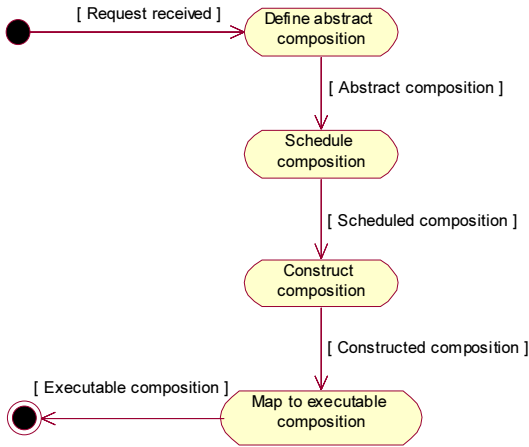 [ Request received ]
Define abstract
composition
[ Abstract composition ]
Schedule
composition
[ Scheduled composition ]
Construct
composition
[ Constructed composition ]
[ Executable composition ]
Map to executable
composition